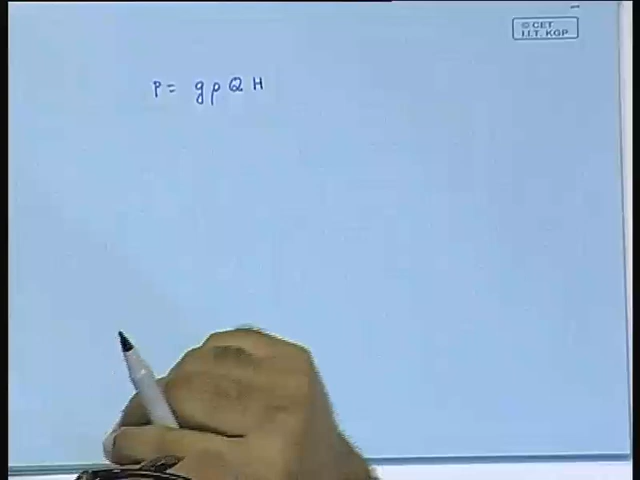 © CET
I.I.T. KGP
P = gρQH